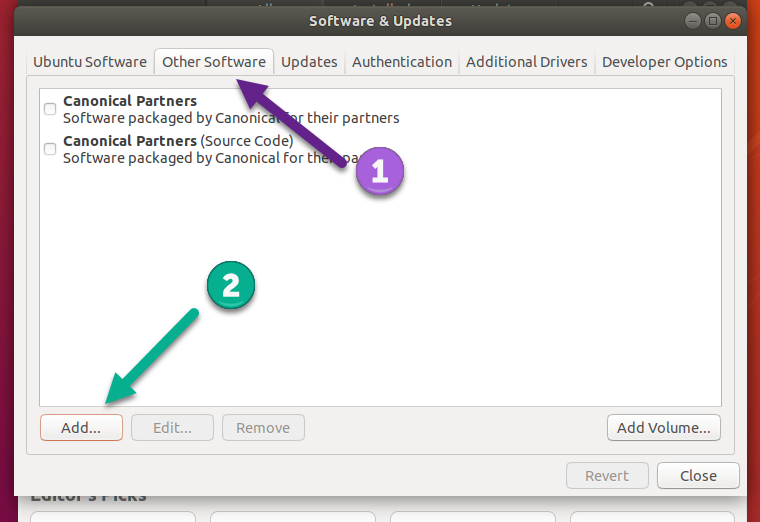 Software & Updates
Ubuntu Software Other Software Updates Authentication Additional Drivers Developer Options
Canonical Partners
Software packaged by Canonical for their partners
Canonical Partners (Source Code)
Software packaged by Canonical for their pa
1
2
Add... Edit... Remove Add Volume...
Revert Close
Editor's Picks